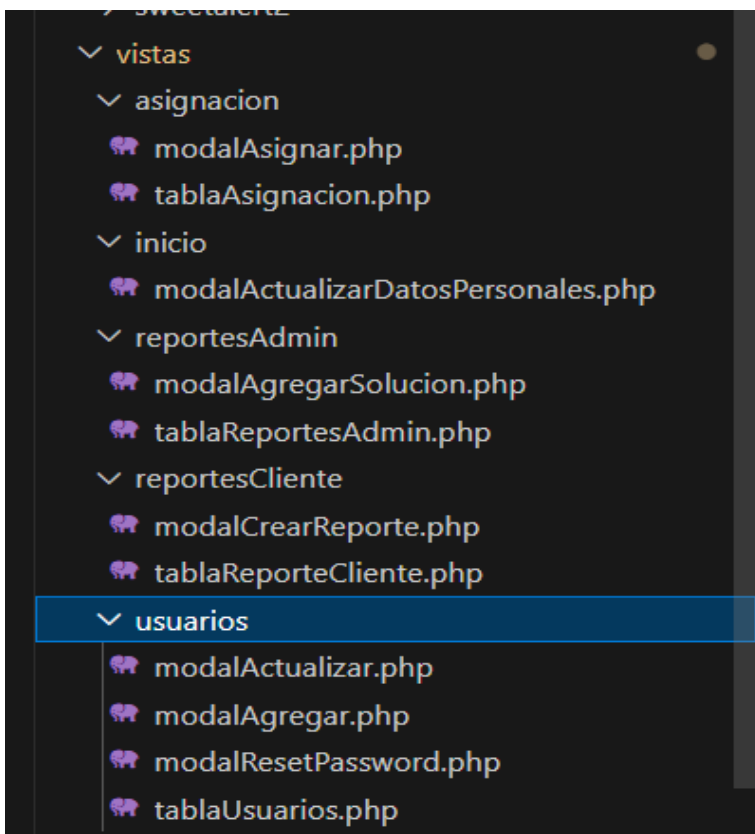 vistas
asignacion
modalAsignar.php
tablaAsignacion.php
inicio
modalActualizarDatosPersonales.php
reportesAdmin
modalAgregarSolucion.php
tablaReportesAdmin.php
reportesCliente
modalCrearReporte.php
tablaReporteCliente.php
usuarios
modalActualizar.php
modalAgregar.php
modalResetPassword.php
tablaUsuarios.php